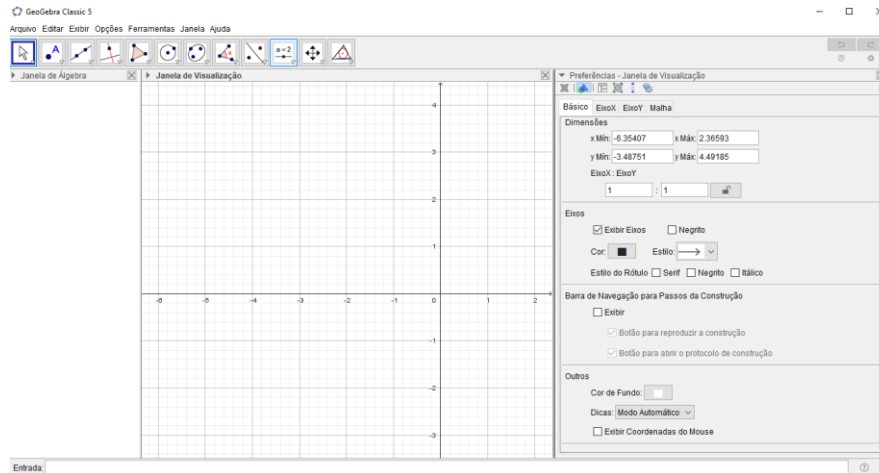 GeoGebra Classic 5
Arquivo Editar Exibir Opções Ferramentas Janela Ajuda
A
a=2
Janela de Álgebra
Janela de Visualização
Preferências - Janela de Visualização
Básico EixoX EixoY Malha
Dimensões
x Mín: -6.35407 x Máx: 2.36593
y Mín: -3.48751 y Máx: 4.49185
EixoX : EixoY
1 : 1
Eixos
Exibir Eixos Negrito
Cor: Estilo:
Estilo do Rótulo Serif Negrito Itálico
Barra de Navegação para Passos da Construção
Exibir
Botão para reproduzir a construção
Botão para abrir o protocolo de construção
Outros
Cor de Fundo:
Dicas: Modo Automático
Exibir Coordenadas do Mouse
4
3
2
1
-6 -5 -4 -3 -2 -1 0 1 2
-1
-2
-3
Entrada: